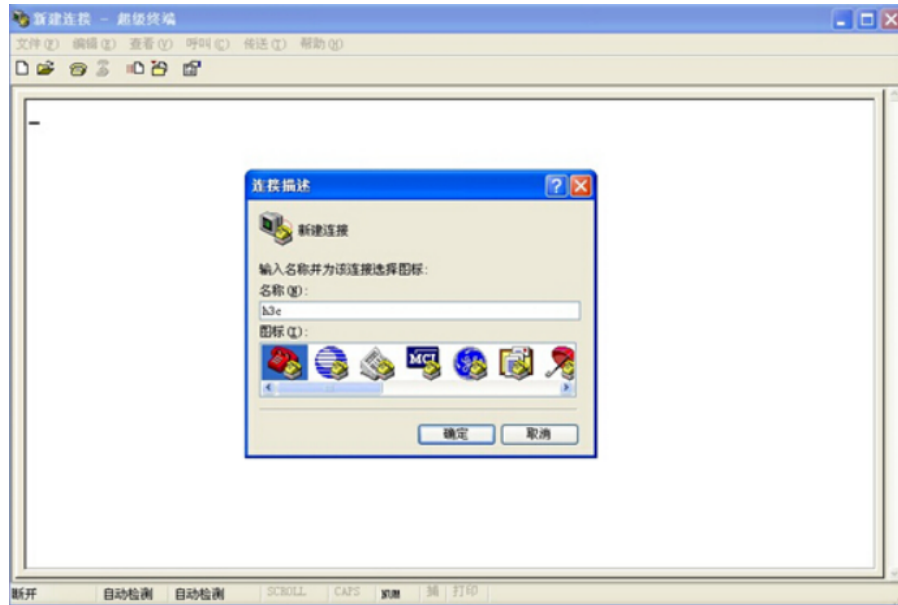 新建连接 - 超级终端
文件(F) 编辑(E) 查看(V) 呼叫(C) 传送(T) 帮助(H)
连接描述
新建连接
输入名称并为该连接选择图标:
名称(N):
h3c
图标(I):
MCI
确定 取消
断开 自动检测 自动检测 SCROLL CAPS NUM 捕 打印